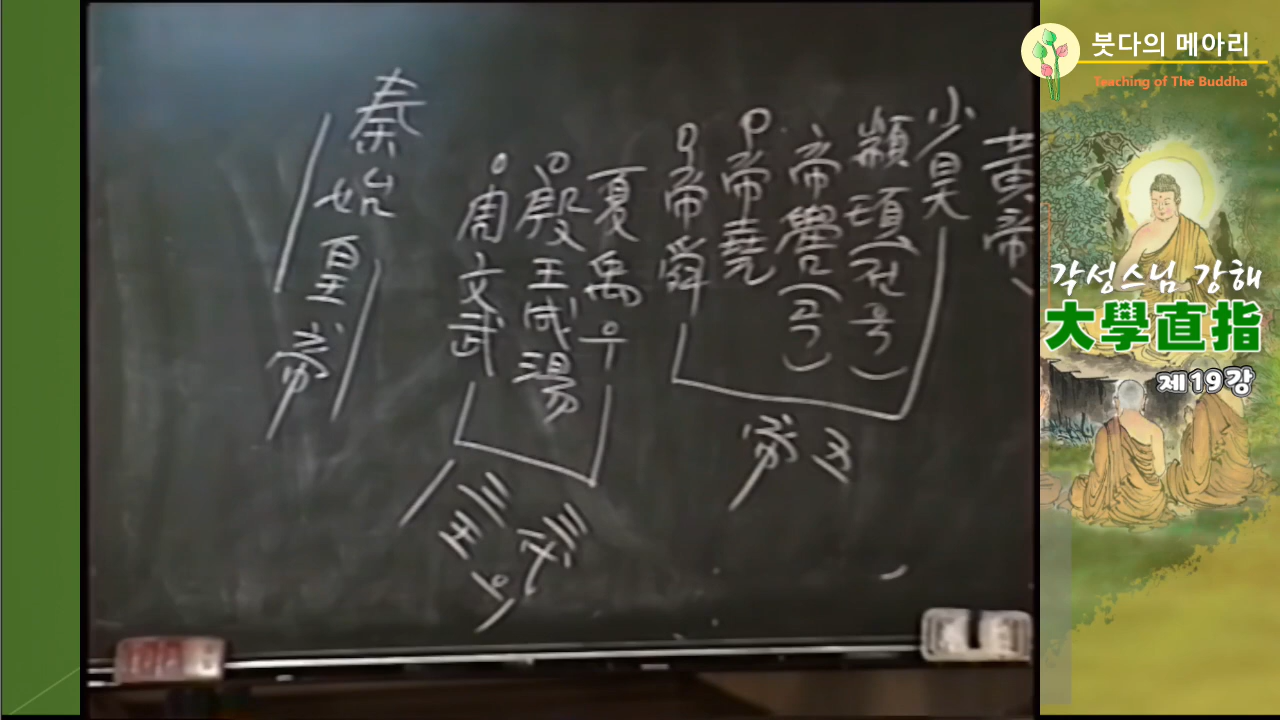 붓다의 메아리
Teaching of The Buddha
각성스님 강해
大學直指
제19강
黃帝、
少昊
顓頊(전욱)
帝嚳(곡)
帝堯
帝舜
五帝
夏禹우
殷王成湯
周文武
三代
三王
秦始皇帝